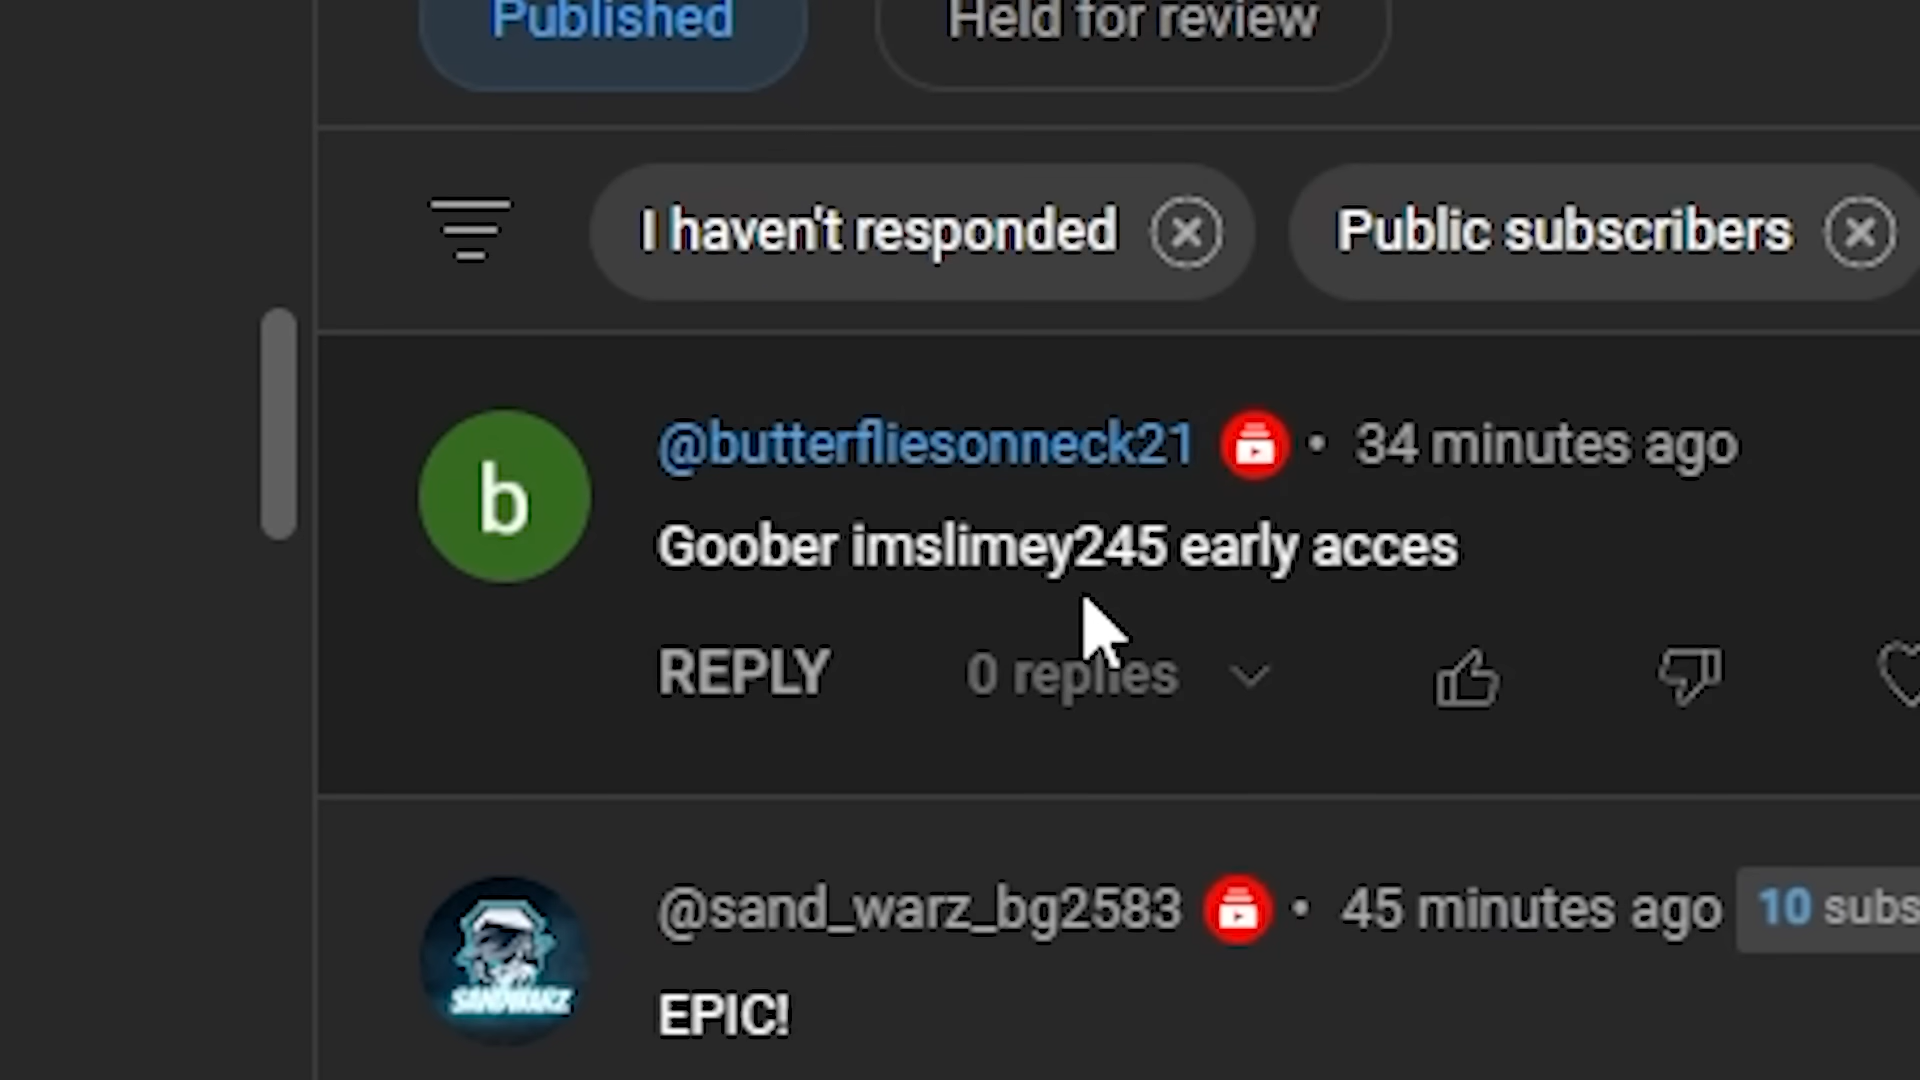 Published
Held for review
I haven't responded
Public subscribers
b
@butterfliesonneck21 • 34 minutes ago
Goober imslimey245 early acces
REPLY
0 replies
@sand_warz_bg2583 • 45 minutes ago
10 subs
SANDWARZ
EPIC!